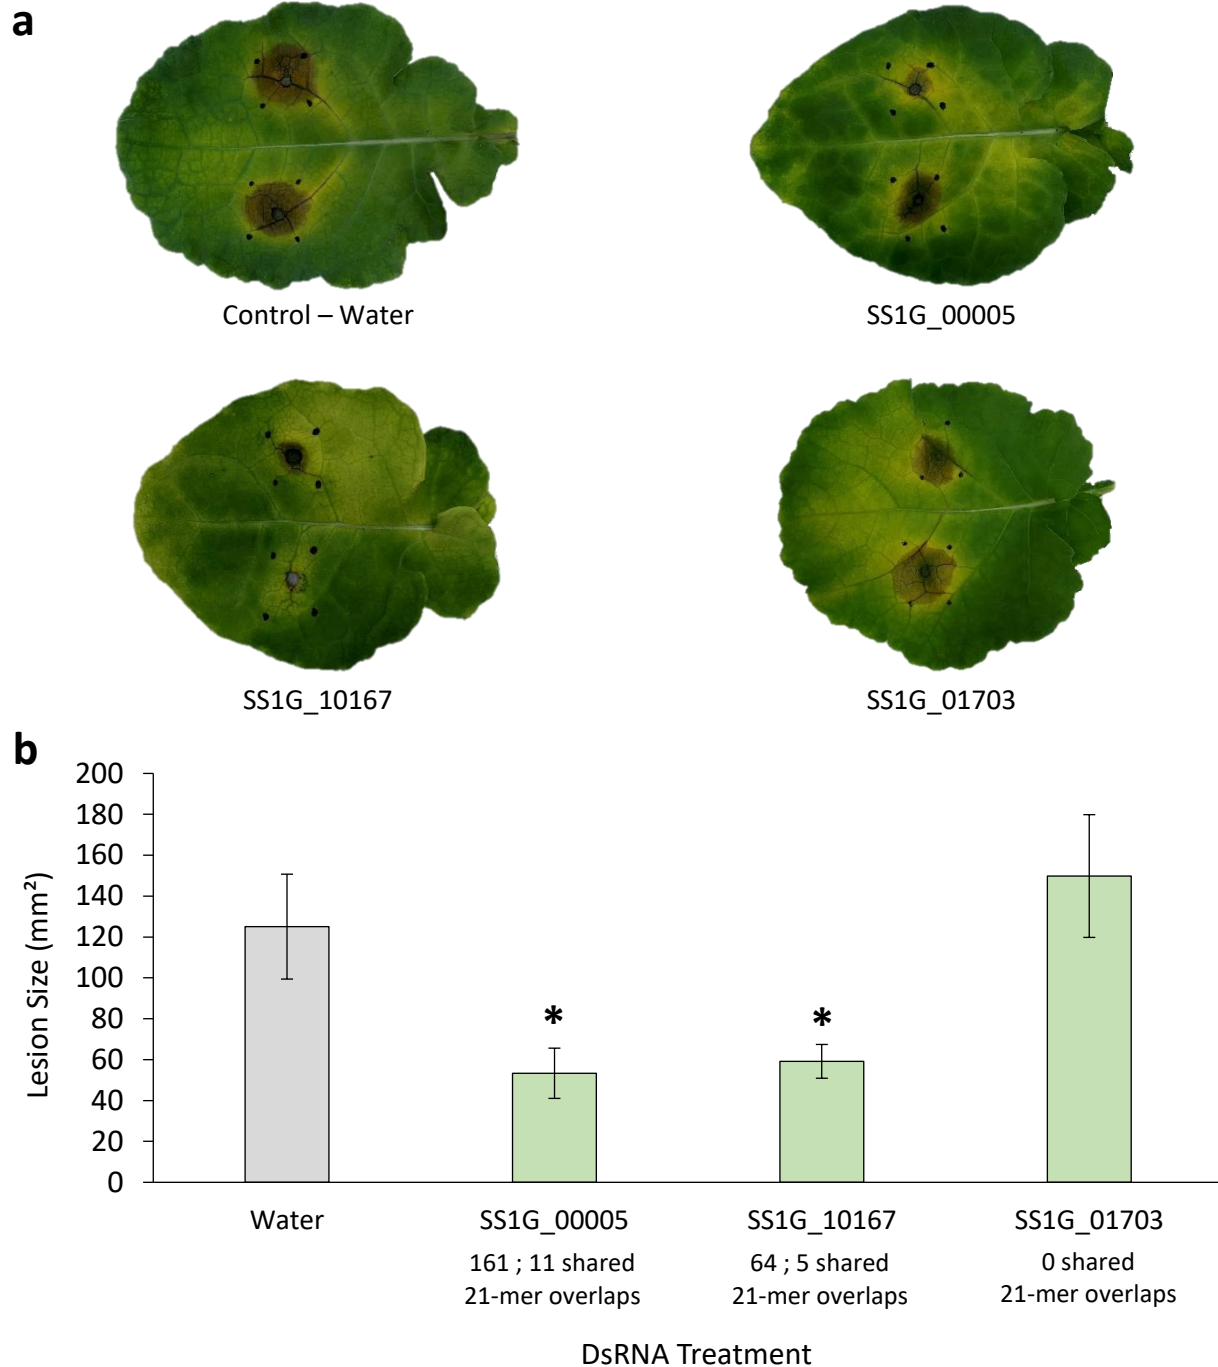 a
Control – Water
SS1G_00005
SS1G_10167
SS1G_01703
b
200
180
160
140
120
100
80
60
40
20
0
Lesion Size (mm²)
*
*
Water
SS1G_00005
SS1G_10167
SS1G_01703
161 ; 11 shared
21-mer overlaps
64 ; 5 shared
21-mer overlaps
0 shared
21-mer overlaps
DsRNA Treatment